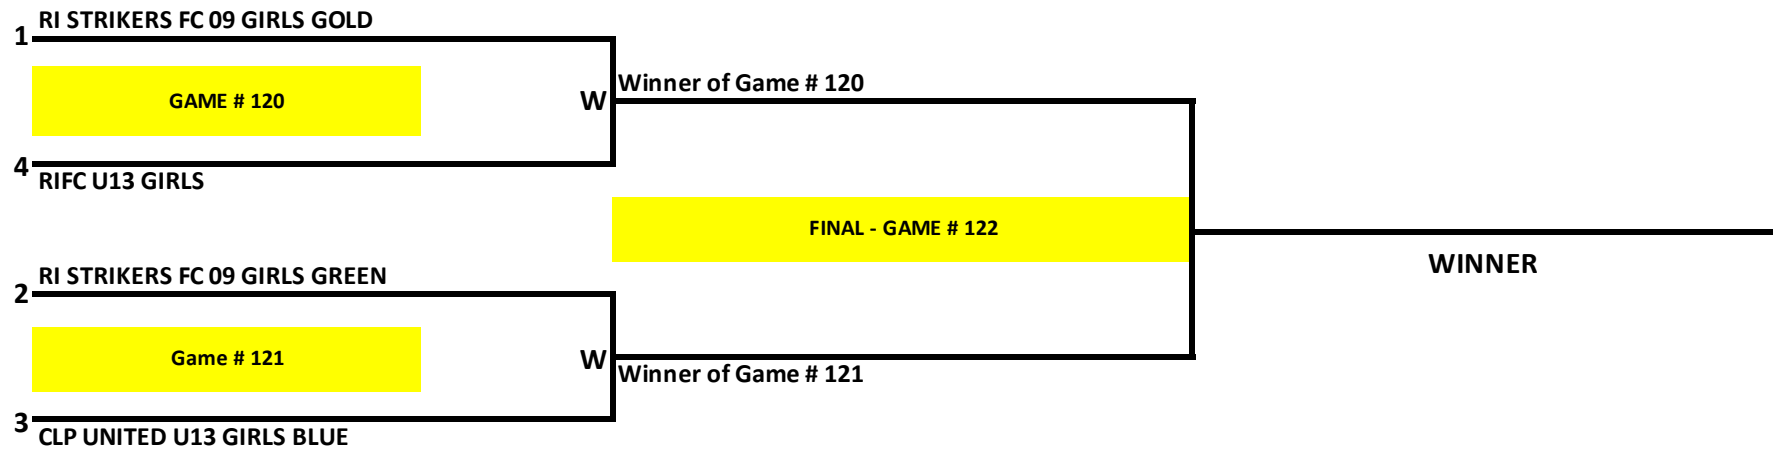 RI STRIKERS FC 09 GIRLS GOLD
1
GAME # 120
W
Winner of Game # 120
4
RIFC U13 GIRLS
FINAL - GAME # 122
WINNER
RI STRIKERS FC 09 GIRLS GREEN
2
Game # 121
W
Winner of Game # 121
3
CLP UNITED U13 GIRLS BLUE